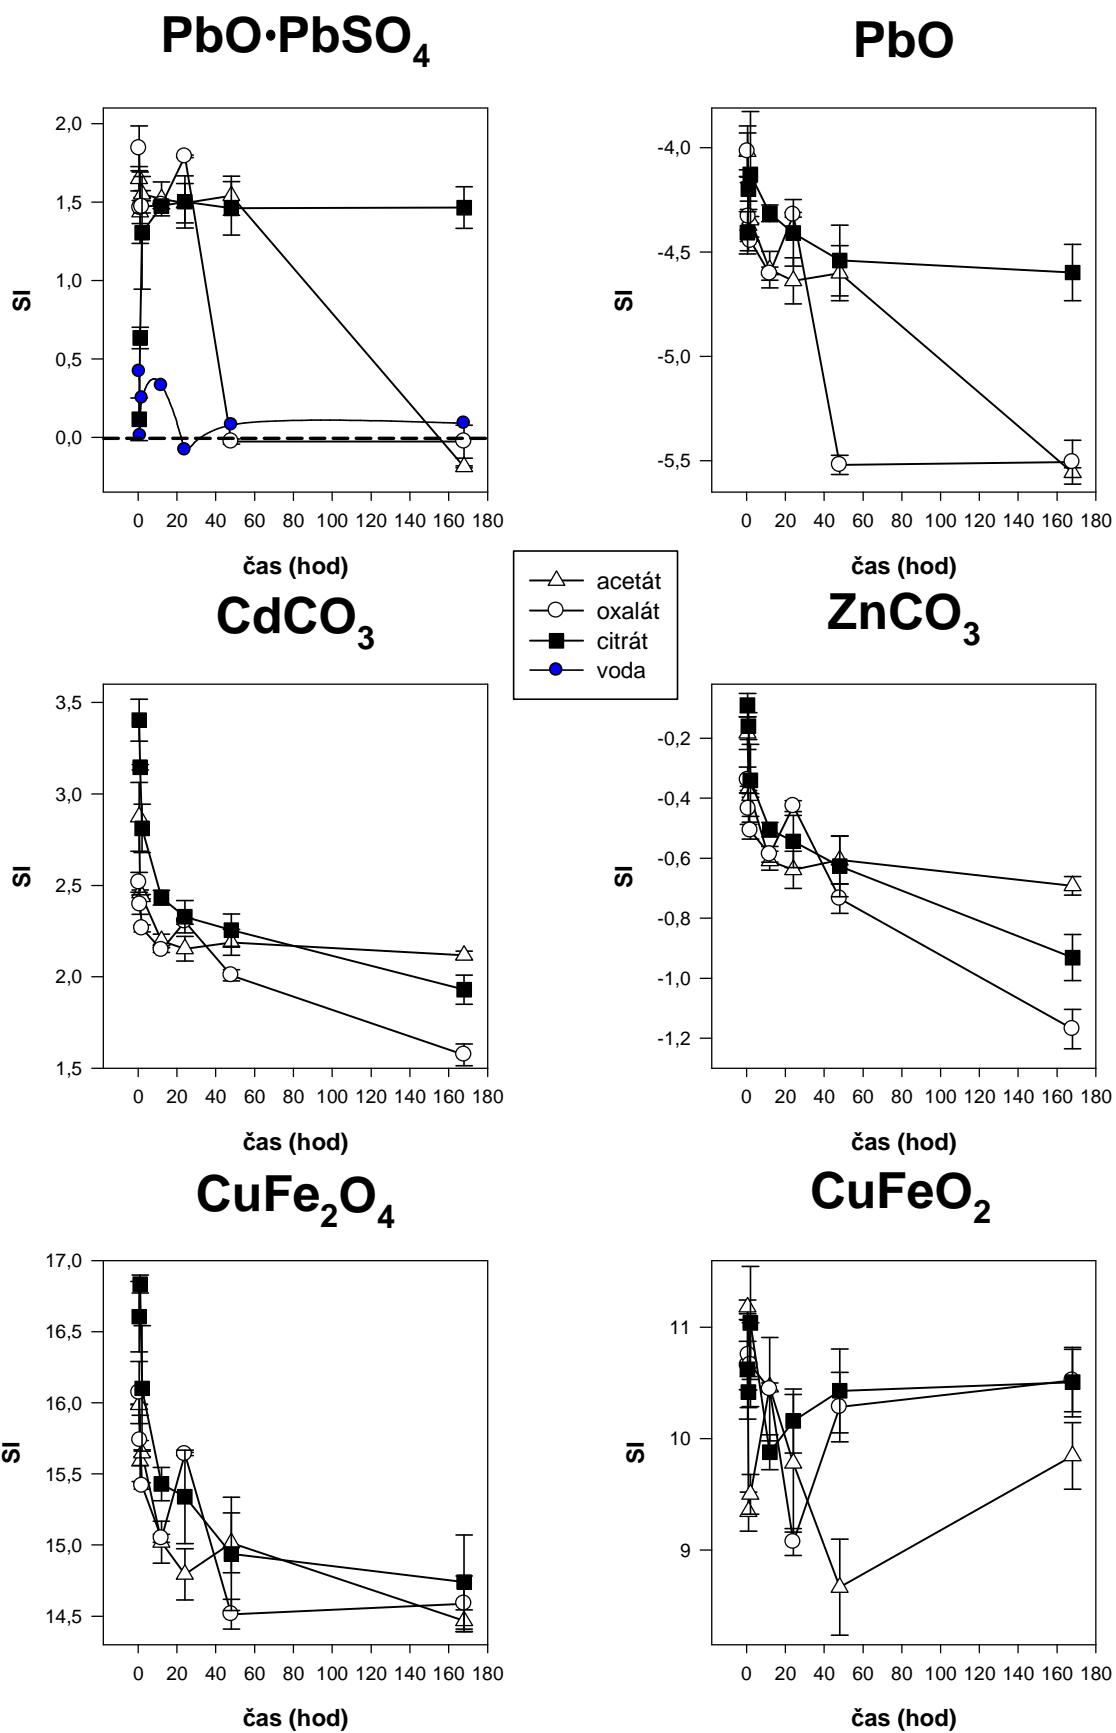 PbO·PbSO₄
PbO
2,0
1,5
1,0
0,5
0,0
SI
0 20 40 60 80 100 120 140 160 180
čas (hod)
-4,0
-4,5
-5,0
-5,5
SI
0 20 40 60 80 100 120 140 160 180
čas (hod)
acetát
oxalát
citrát
voda
CdCO₃
ZnCO₃
3,5
3,0
2,5
2,0
1,5
SI
0 20 40 60 80 100 120 140 160 180
čas (hod)
-0,2
-0,4
-0,6
-0,8
-1,0
-1,2
SI
0 20 40 60 80 100 120 140 160 180
čas (hod)
CuFe₂O₄
CuFeO₂
17,0
16,5
16,0
15,5
15,0
14,5
SI
0 20 40 60 80 100 120 140 160 180
čas (hod)
11
10
9
SI
0 20 40 60 80 100 120 140 160 180
čas (hod)